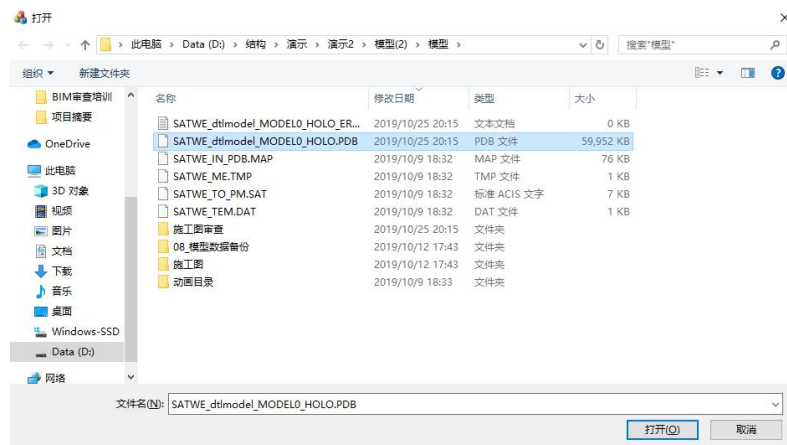 打开
此电脑 › Data (D:) › 结构 › 演示 › 演示2 › 模型(2) › 模型 ›
搜索"模型"
组织 新建文件夹
BIM审查培训
项目摘要
OneDrive
此电脑
3D 对象
视频
图片
文档
下载
音乐
桌面
Windows-SSD
Data (D:)
网络
名称 修改日期 类型 大小
SATWE_dtlmodel_MODEL0_HOLO_ER... 2019/10/25 20:15 文本文档 0 KB
SATWE_dtlmodel_MODEL0_HOLO.PDB 2019/10/25 20:15 PDB 文件 59,952 KB
SATWE_IN_PDB.MAP 2019/10/9 18:32 MAP 文件 76 KB
SATWE_ME.TMP 2019/10/9 18:32 TMP 文件 1 KB
SATWE_TO_PM.SAT 2019/10/9 18:32 标准 ACIS 文字 7 KB
SATWE_TEM.DAT 2019/10/9 18:32 DAT 文件 1 KB
施工图审查 2019/10/25 20:15 文件夹
08_模型数据备份 2019/10/12 17:43 文件夹
施工图 2019/10/12 17:43 文件夹
动画目录 2019/10/9 18:33 文件夹
文件名(N): SATWE_dtlmodel_MODEL0_HOLO.PDB
打开(O) 取消